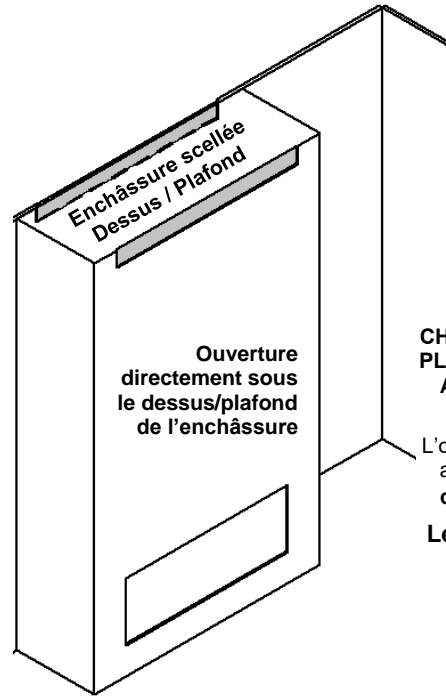 Enchâssure scellée
Dessus / Plafond
Ouverture
directement sous
le dessus/plafond
de l'enchâssure